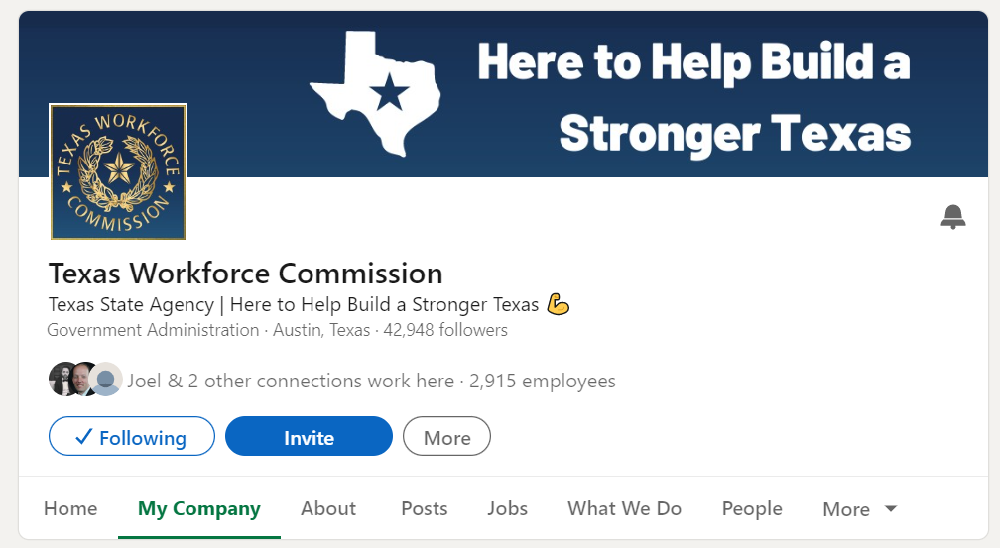 Here to Help Build a
Stronger Texas
TEXAS WORKFORCE
COMMISSION
Texas Workforce Commission
Texas State Agency | Here to Help Build a Stronger Texas 💪
Government Administration · Austin, Texas · 42,948 followers
Joel & 2 other connections work here · 2,915 employees
✓ Following
Invite
More
Home
My Company
About
Posts
Jobs
What We Do
People
More